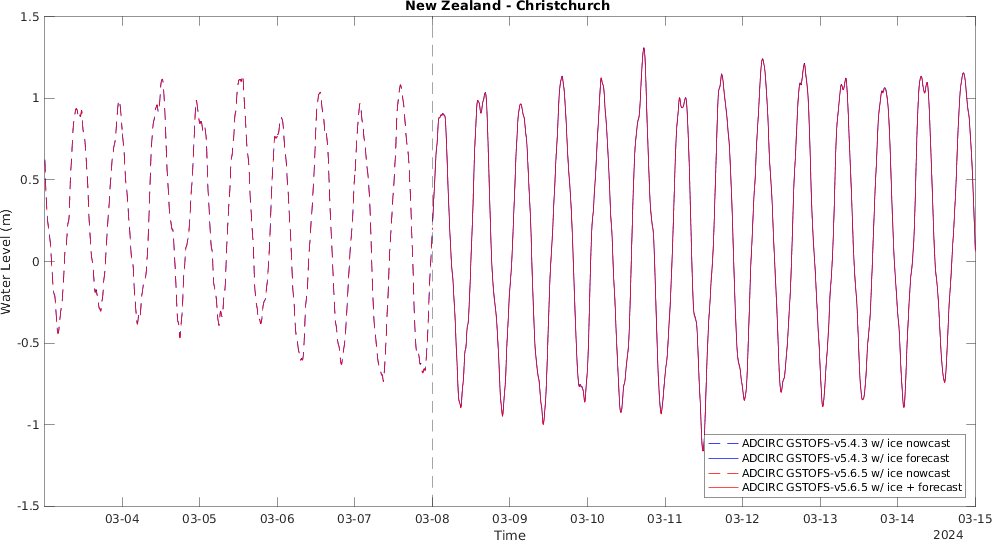 New Zealand - Christchurch
Water Level (m)
1.5
1
0.5
0
-0.5
-1
-1.5
ADCIRC GSTOFS-v5.4.3 w/ ice nowcast
ADCIRC GSTOFS-v5.4.3 w/ ice forecast
ADCIRC GSTOFS-v5.6.5 w/ ice nowcast
ADCIRC GSTOFS-v5.6.5 w/ ice + forecast
03-04 03-05 03-06 03-07 03-08 03-09 03-10 03-11 03-12 03-13 03-14 03-15
Time
2024